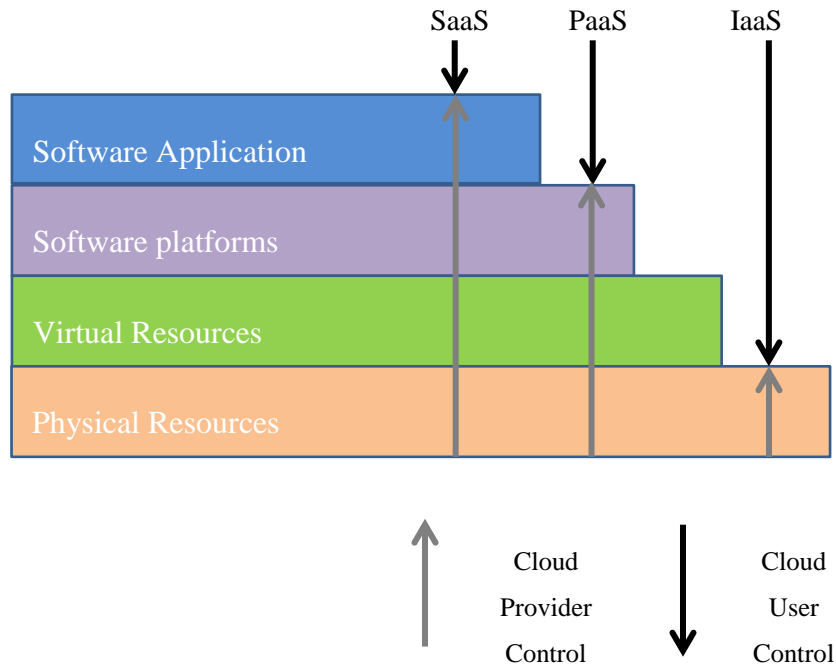 SaaS PaaS IaaS
Software Application
Software platforms
Virtual Resources
Physical Resources
Cloud
Provider
Control
Cloud
User
Control